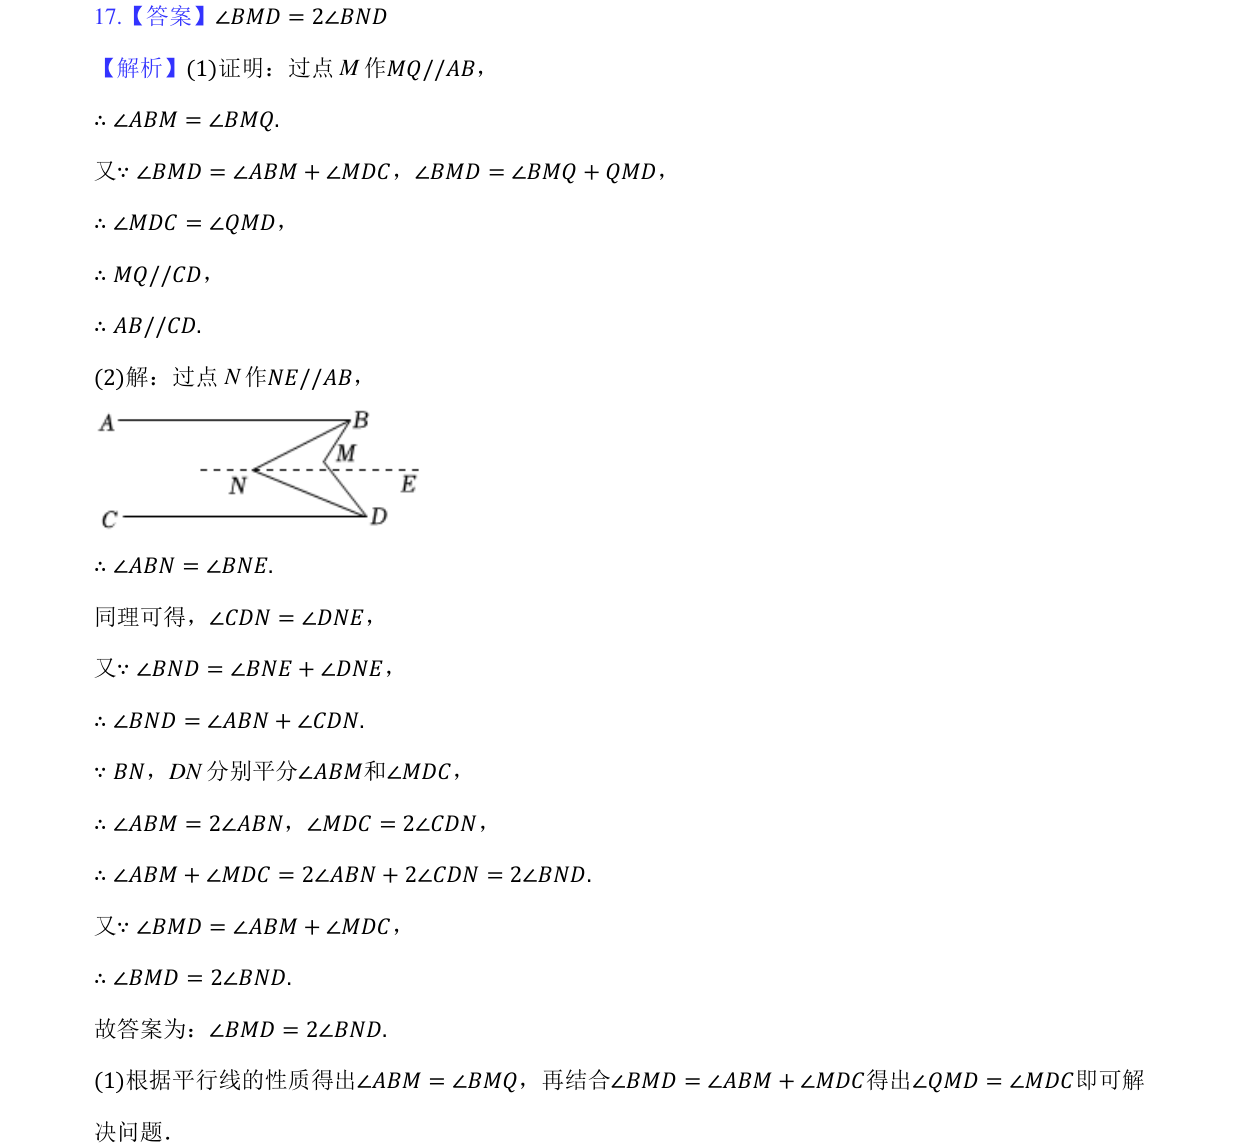 17.【答案】∠BMD = 2∠BND
【解析】(1)证明：过点 M 作MQ//AB，
∴ ∠ABM = ∠BMQ.
又∵ ∠BMD = ∠ABM + ∠MDC，∠BMD = ∠BMQ + QMD，
∴ ∠MDC = ∠QMD，
∴ MQ//CD，
∴ AB//CD.
(2)解：过点 N 作NE//AB，
A B
M
N E
C D
∴ ∠ABN = ∠BNE.
同理可得，∠CDN = ∠DNE，
又∵ ∠BND = ∠BNE + ∠DNE，
∴ ∠BND = ∠ABN + ∠CDN.
∵ BN，DN 分别平分∠ABM和∠MDC，
∴ ∠ABM = 2∠ABN，∠MDC = 2∠CDN，
∴ ∠ABM + ∠MDC = 2∠ABN + 2∠CDN = 2∠BND.
又∵ ∠BMD = ∠ABM + ∠MDC，
∴ ∠BMD = 2∠BND.
故答案为：∠BMD = 2∠BND.
(1)根据平行线的性质得出∠ABM = ∠BMQ，再结合∠BMD = ∠ABM + ∠MDC得出∠QMD = ∠MDC即可解
决问题．